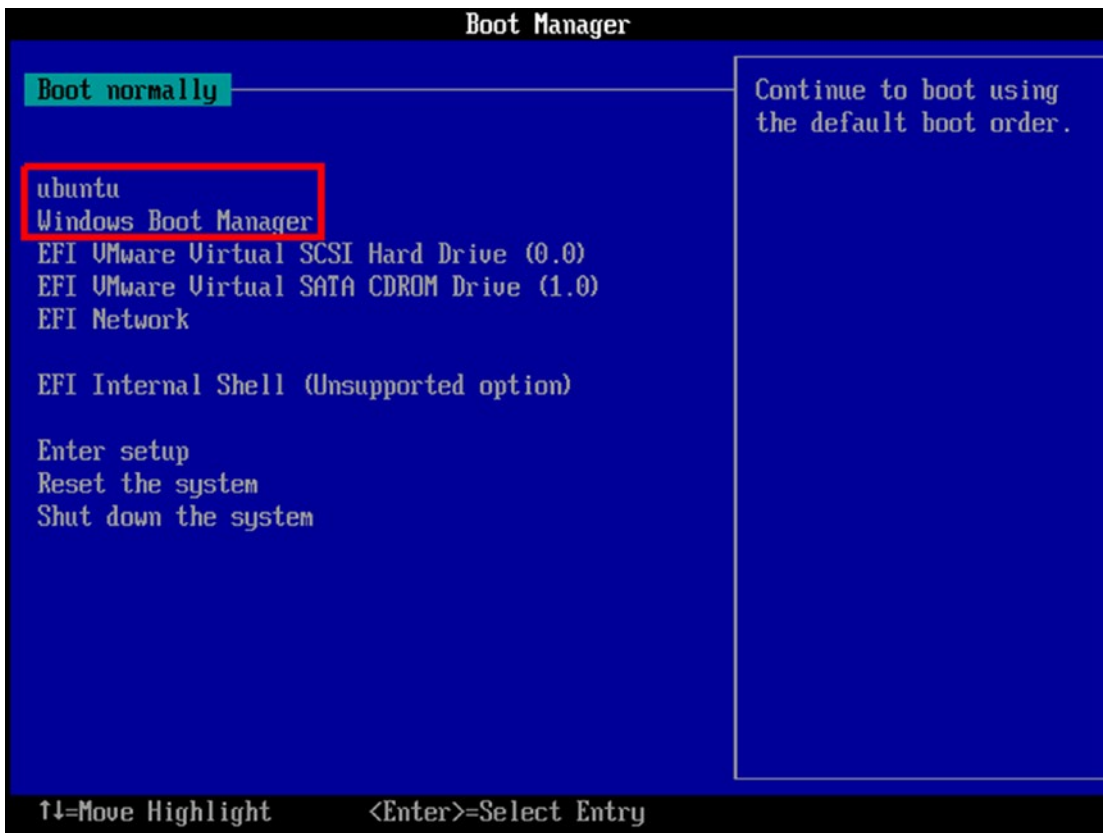 Boot Manager
Boot normally
Continue to boot using
the default boot order.
ubuntu
Windows Boot Manager
EFI VMware Virtual SCSI Hard Drive (0.0)
EFI VMware Virtual SATA CDROM Drive (1.0)
EFI Network
EFI Internal Shell (Unsupported option)
Enter setup
Reset the system
Shut down the system
↑↓=Move Highlight <Enter>=Select Entry